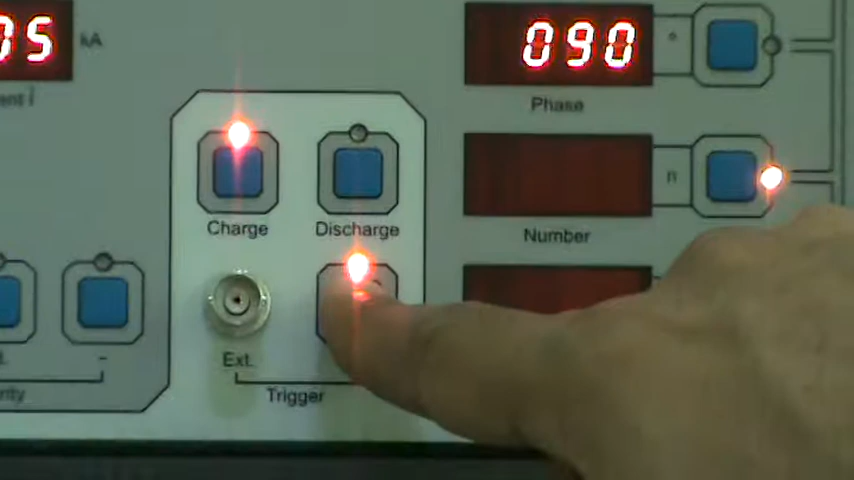 05 kA
090 °
Phase
n
Charge Discharge
Number
Ext.
-
Trigger